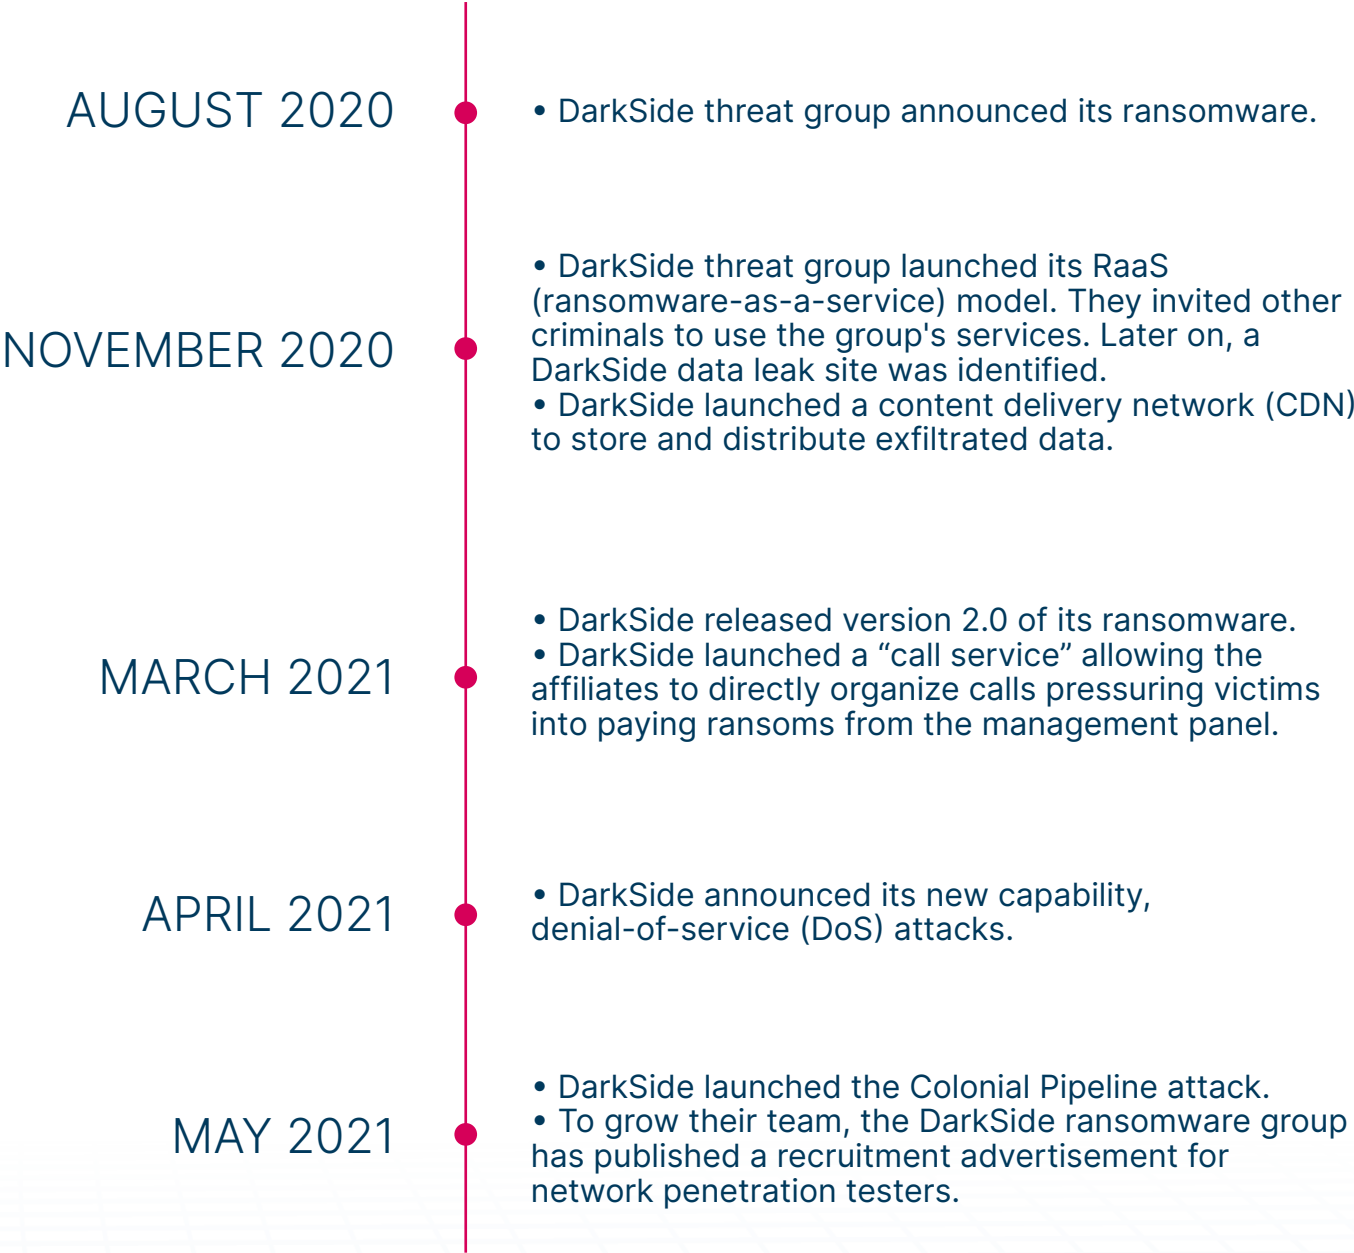 AUGUST 2020
• DarkSide threat group announced its ransomware.
NOVEMBER 2020
• DarkSide threat group launched its RaaS
(ransomware-as-a-service) model. They invited other
criminals to use the group's services. Later on, a
DarkSide data leak site was identified.
• DarkSide launched a content delivery network (CDN)
to store and distribute exfiltrated data.
MARCH 2021
• DarkSide released version 2.0 of its ransomware.
• DarkSide launched a “call service” allowing the
affiliates to directly organize calls pressuring victims
into paying ransoms from the management panel.
APRIL 2021
• DarkSide announced its new capability,
denial-of-service (DoS) attacks.
MAY 2021
• DarkSide launched the Colonial Pipeline attack.
• To grow their team, the DarkSide ransomware group
has published a recruitment advertisement for
network penetration testers.